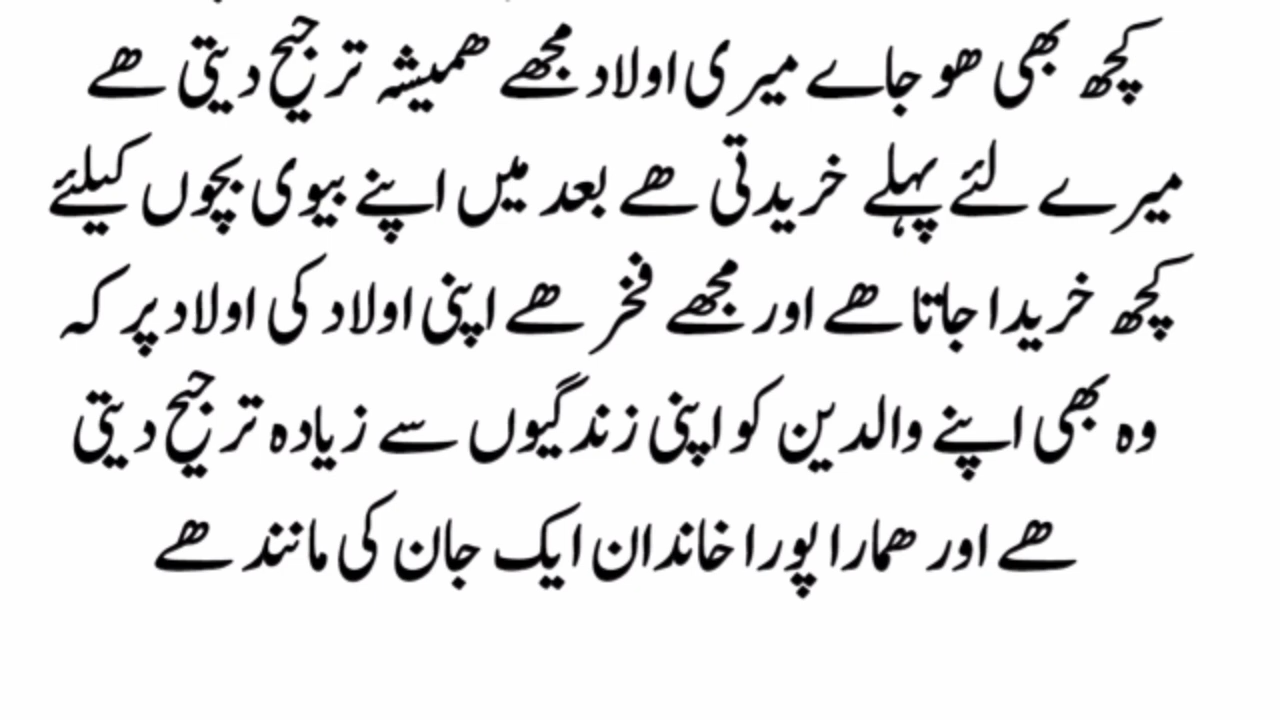 کچھ بھی ھو جاے میری اولاد مجھے ھمیشہ ترجیح دیتی ھے
میرے لئے پہلے خریدتی ھے بعد میں اپنے بیوی بچوں کیلئے
کچھ خریدا جاتا ھے اور مجھے فخر ھے اپنی اولاد کی اولاد پر کہ
وہ بھی اپنے والدین کو اپنی زندگیوں سے زیادہ ترجیح دیتی
ھے اور ھمارا پورا خاندان ایک جان کی مانند ھے